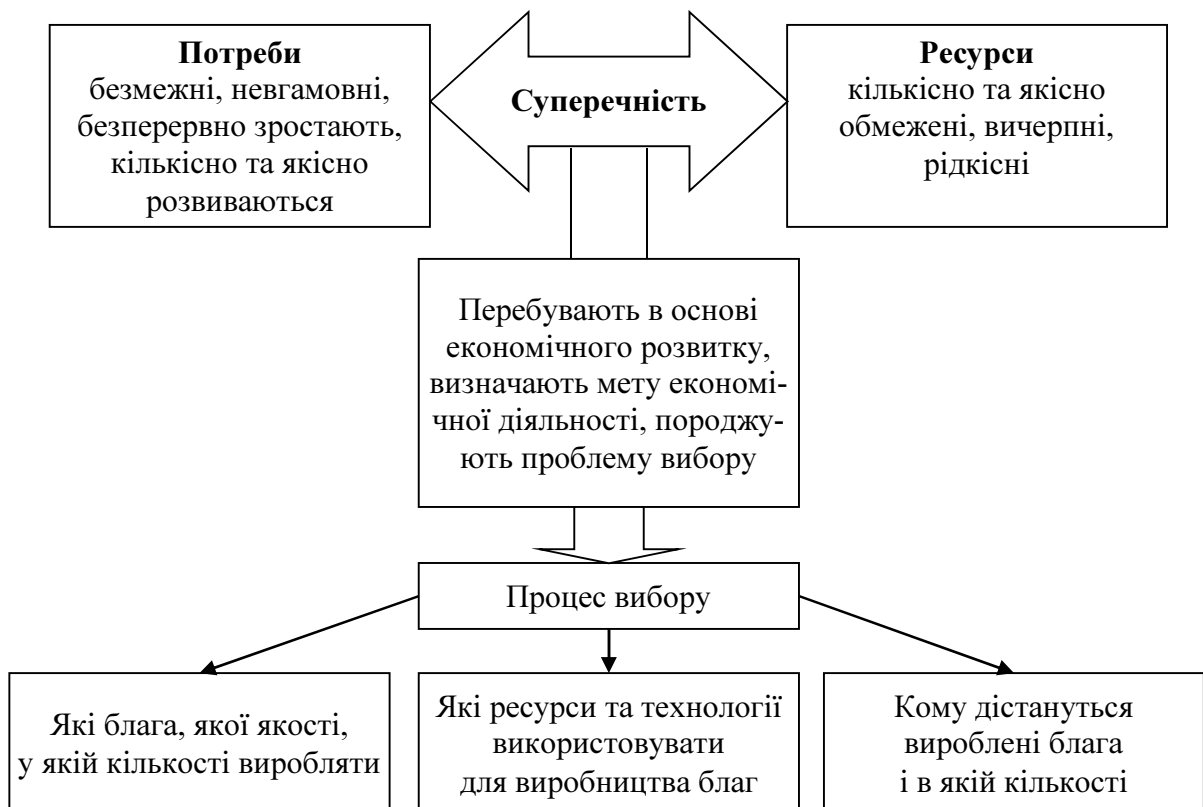 Потреби
безмежні, невгамовні,
безперервно зростають,
кількісно та якісно
розвиваються
Суперечність
Ресурси
кількісно та якісно
обмежені, вичерпні,
рідкісні
Перебувають в основі
економічного розвитку,
визначають мету економі-
чної діяльності, породжу-
ють проблему вибору
Процес вибору
Які блага, якої якості,
у якій кількості виробляти
Які ресурси та технології
використовувати
для виробництва благ
Кому дістануться
вироблені блага
і в якій кількості